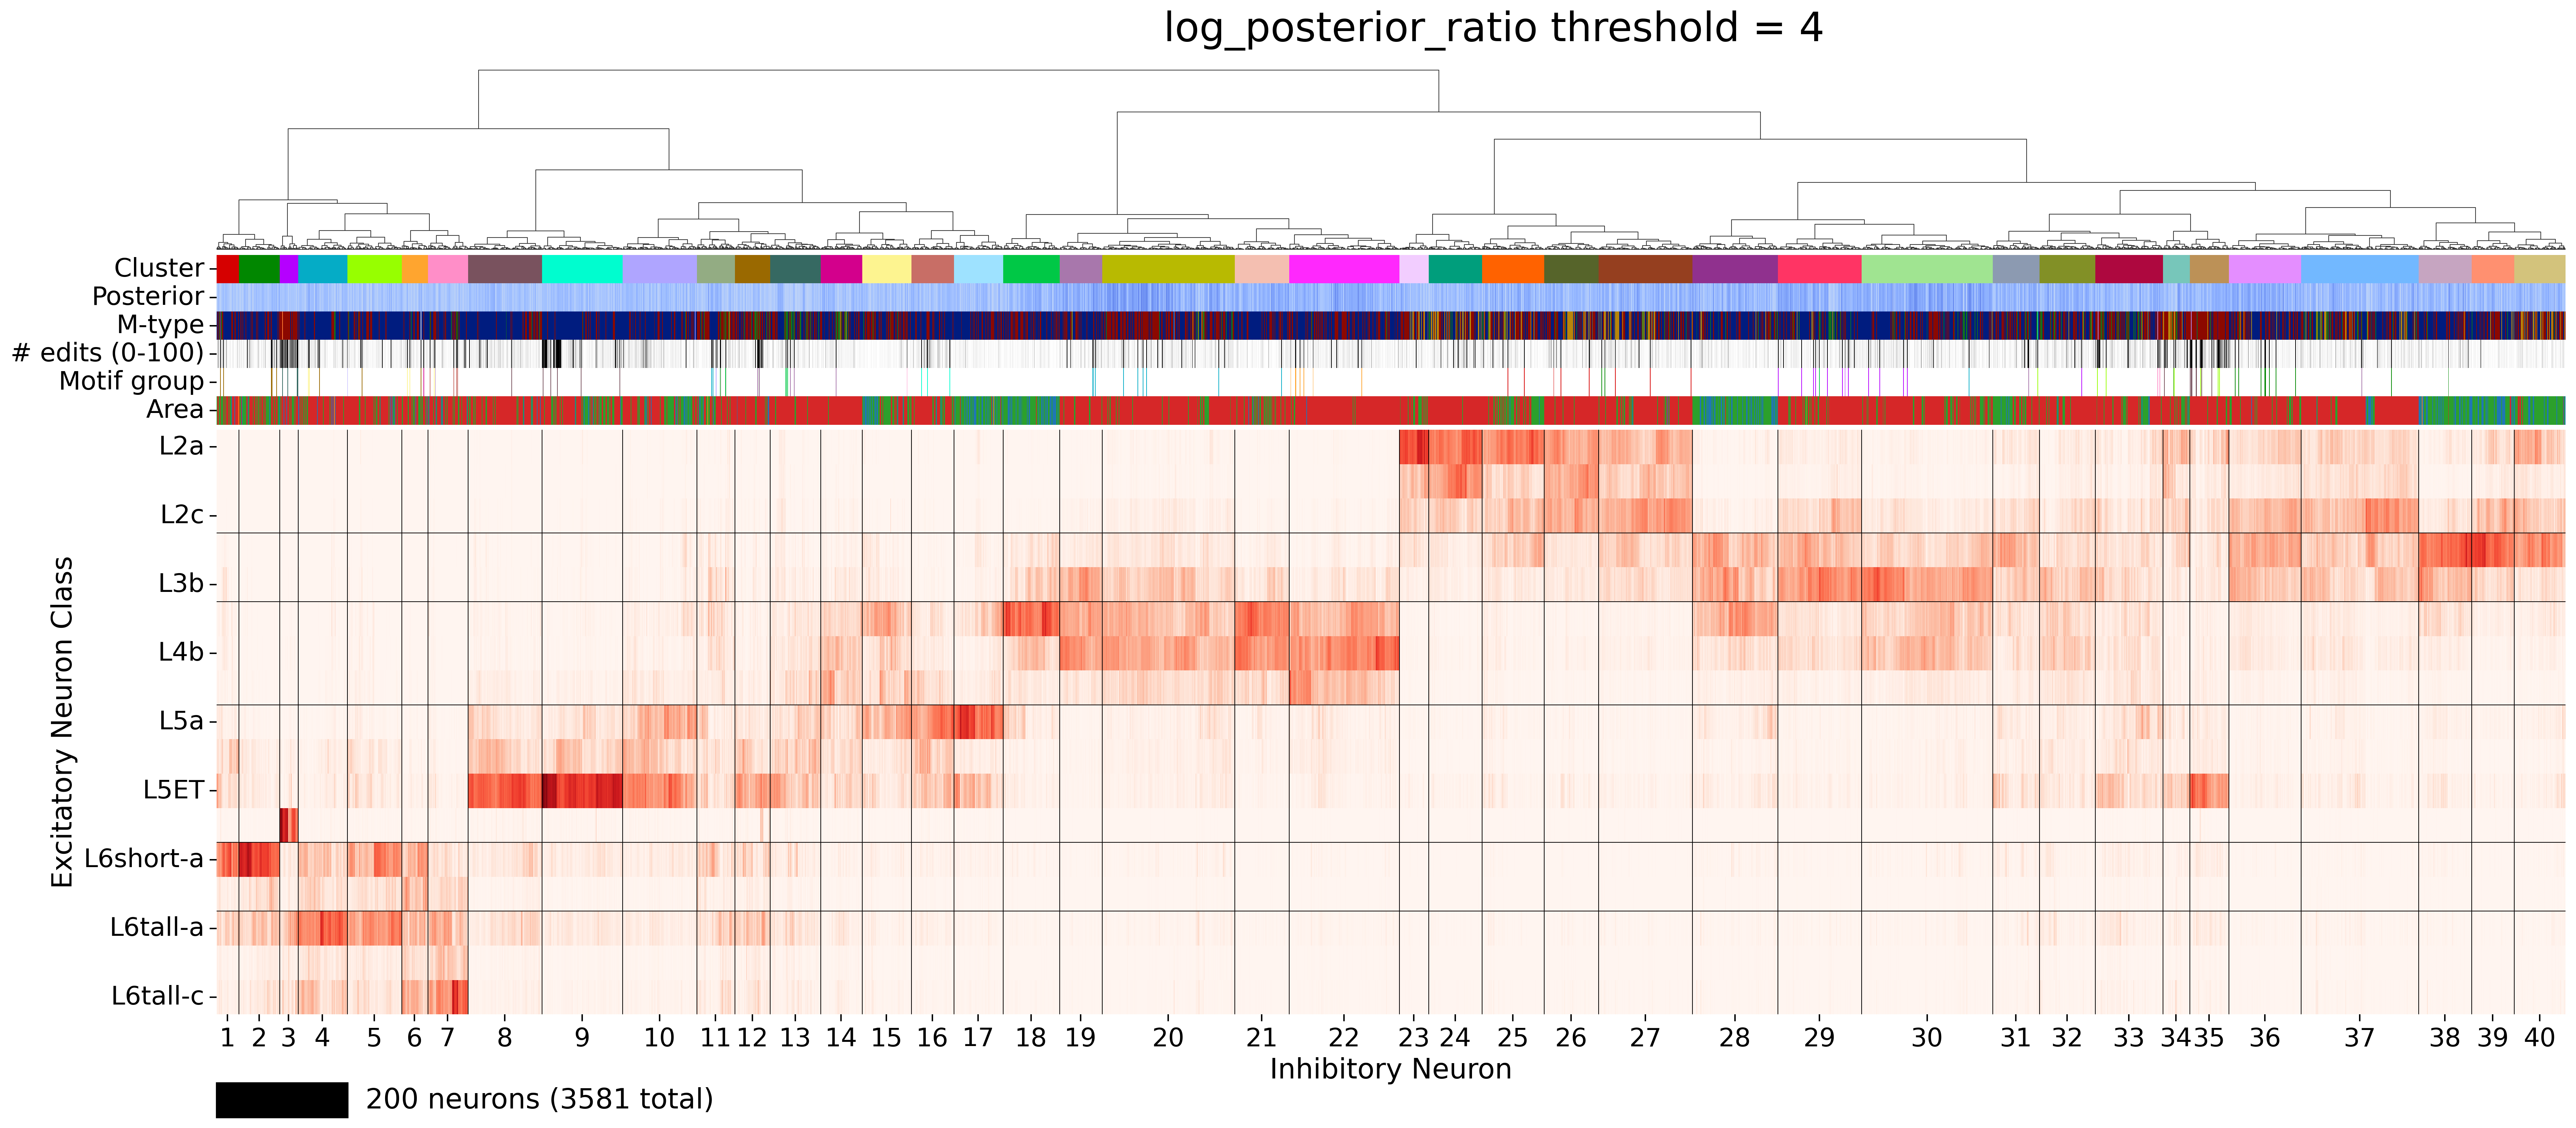 log_posterior_ratio threshold = 4
Cluster
Posterior
M-type
# edits (0-100)
Motif group
Area
Excitatory Neuron Class
L2a
L2c
L3b
L4b
L5a
L5ET
L6short-a
L6tall-a
L6tall-c
1 2 3 4 5 6 7 8 9 10 11 12 13 14 15 16 17 18 19 20 21 22 23 24 25 26 27 28 29 30 31 32 33 34 35 36 37 38 39 40
Inhibitory Neuron
200 neurons (3581 total)